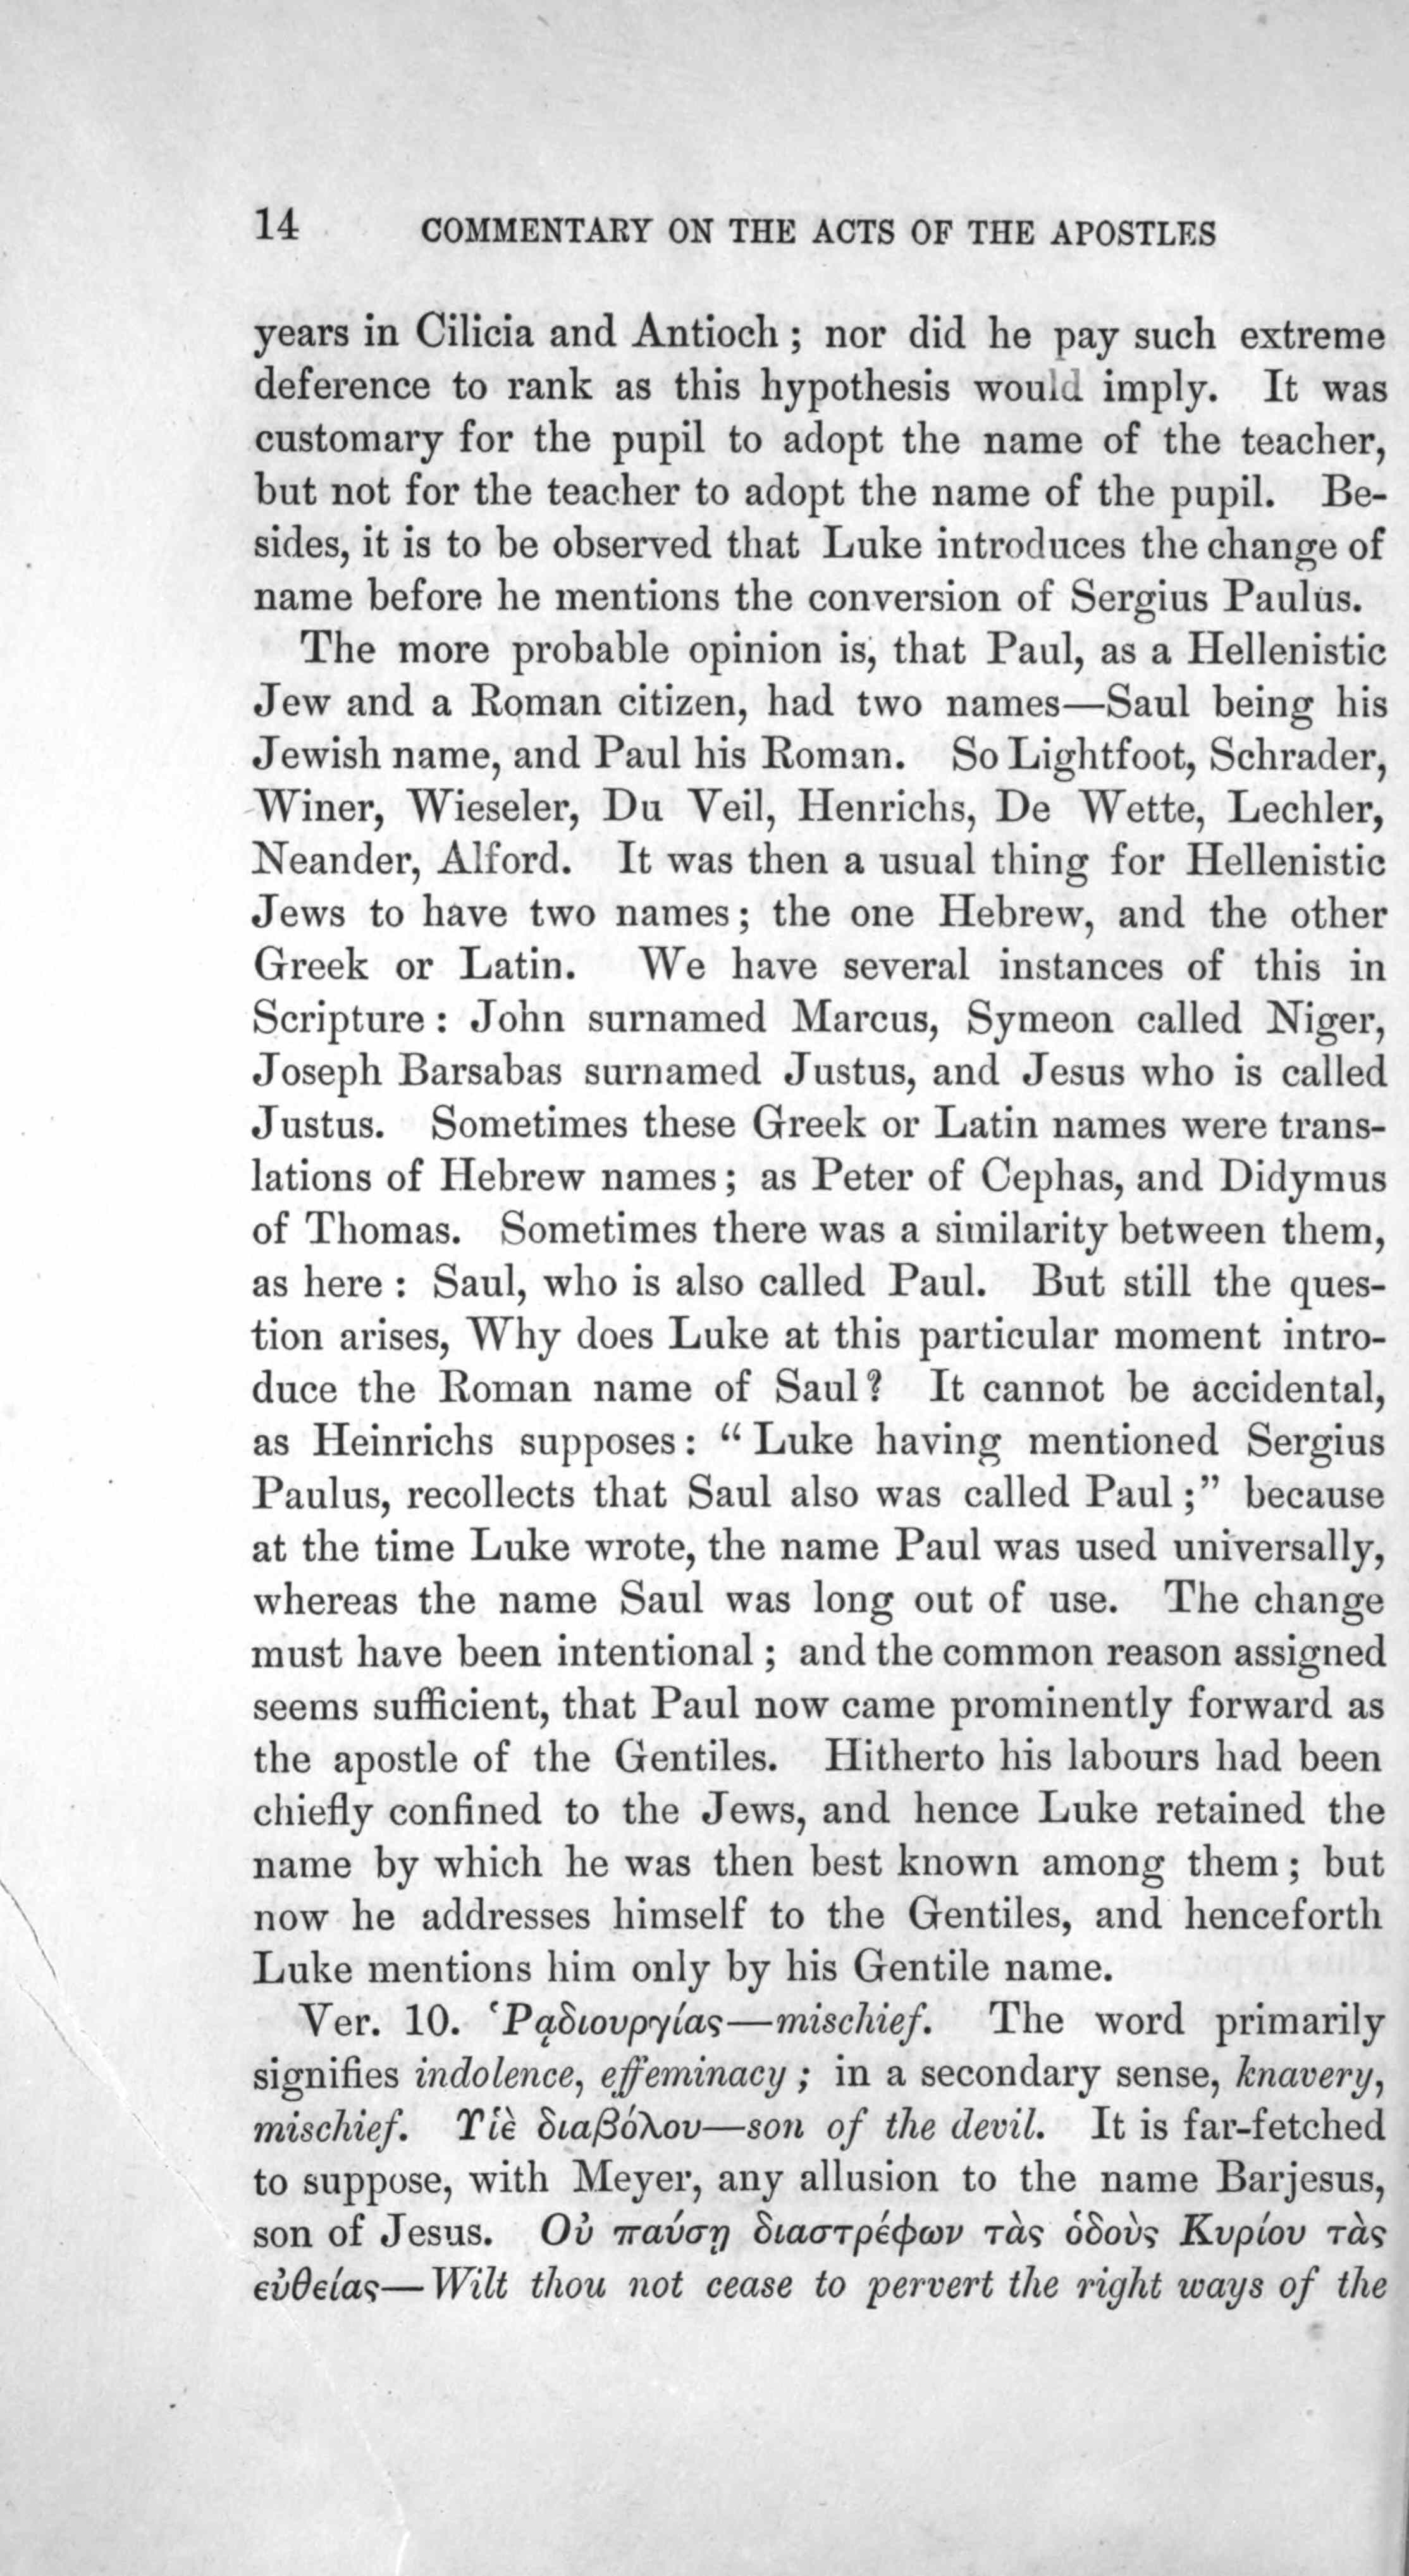 14 COMMENTARY ON THE ACTS OF THE APOSTLES
years in Cilicia and Antioch ; nor did he pay such extreme
deference to rank as this hypothesis would imply. It was
customary for the pupil to adopt the name of the teacher,
but not for the teacher to adopt the name of the pupil. Be-
sides, it is to be observed that Luke introduces the change of
name before he mentions the conversion of Sergius Paulus.
The more probable opinion is, that Paul, as a Hellenistic
Jew and a Roman citizen, had two names—Saul being his
Jewish name, and Paul his Roman. So Lightfoot, Schrader,
Winer, Wieseler, Du Veil, Henrichs, De Wette, Lechler,
Neander, Alford. It was then a usual thing for Hellenistic
Jews to have two names ; the one Hebrew, and the other
Greek or Latin. We have several instances of this in
Scripture : John surnamed Marcus, Symeon called Niger,
Joseph Barsabas surnamed Justus, and Jesus who is called
Justus. Sometimes these Greek or Latin names were trans-
lations of Hebrew names ; as Peter of Cephas, and Didymus
of Thomas. Sometimes there was a similarity between them,
as here : Saul, who is also called Paul. But still the ques-
tion arises, Why does Luke at this particular moment intro-
duce the Roman name of Saul? It cannot be accidental,
as Heinrichs supposes : “ Luke having mentioned Sergius
Paulus, recollects that Saul also was called Paul ;” because
at the time Luke wrote, the name Paul was used universally,
whereas the name Saul was long out of use. The change
must have been intentional ; and the common reason assigned
seems sufficient, that Paul now came prominently forward as
the apostle of the Gentiles. Hitherto his labours had been
chiefly confined to the Jews, and hence Luke retained the
name by which he was then best known among them ; but
now he addresses himself to the Gentiles, and henceforth
Luke mentions him only by his Gentile name.
Ver. 10. Ῥᾳδιουργίας—mischief. The word primarily
signifies indolence, effeminacy ; in a secondary sense, knavery,
mischief. Υἱὲ διαβόλου—son of the devil. It is far-fetched
to suppose, with Meyer, any allusion to the name Barjesus,
son of Jesus. Οὐ παύσῃ διαστρέφων τὰς ὁδοὺς Κυρίου τὰς
εὐθείας—Wilt thou not cease to pervert the right ways of the